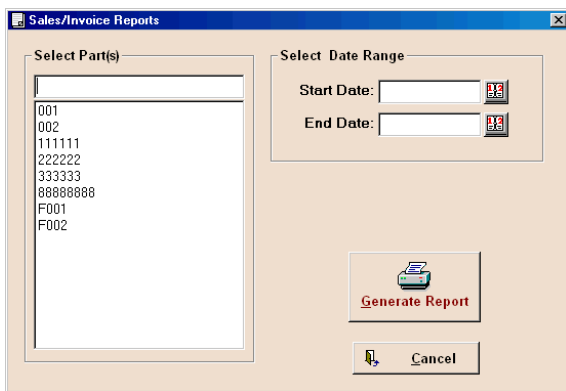 Sales/Invoice Reports
Select Part(s)
001
002
111111
222222
333333
88888888
F001
F002
Select Date Range
Start Date:
End Date:
Generate Report
Cancel